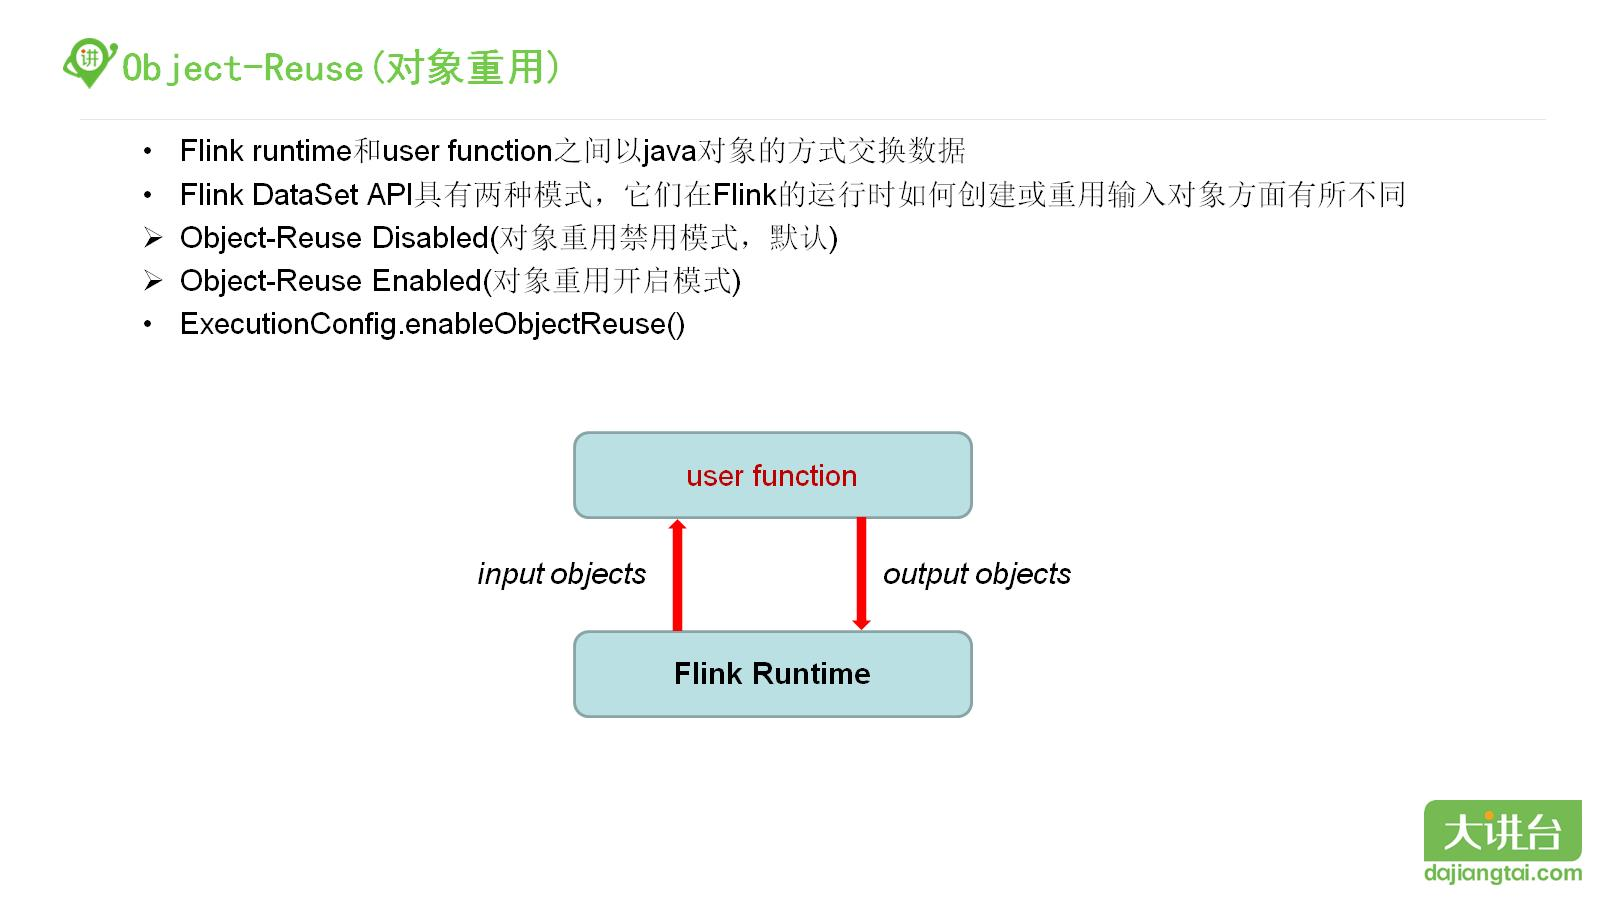 讲
Object-Reuse(对象重用)
• Flink runtime和user function之间以java对象的方式交换数据
• Flink DataSet API具有两种模式，它们在Flink的运行时如何创建或重用输入对象方面有所不同
➢ Object-Reuse Disabled(对象重用禁用模式，默认)
➢ Object-Reuse Enabled(对象重用开启模式)
• ExecutionConfig.enableObjectReuse()
user function
input objects
output objects
Flink Runtime
大讲台
dajiangtai.com